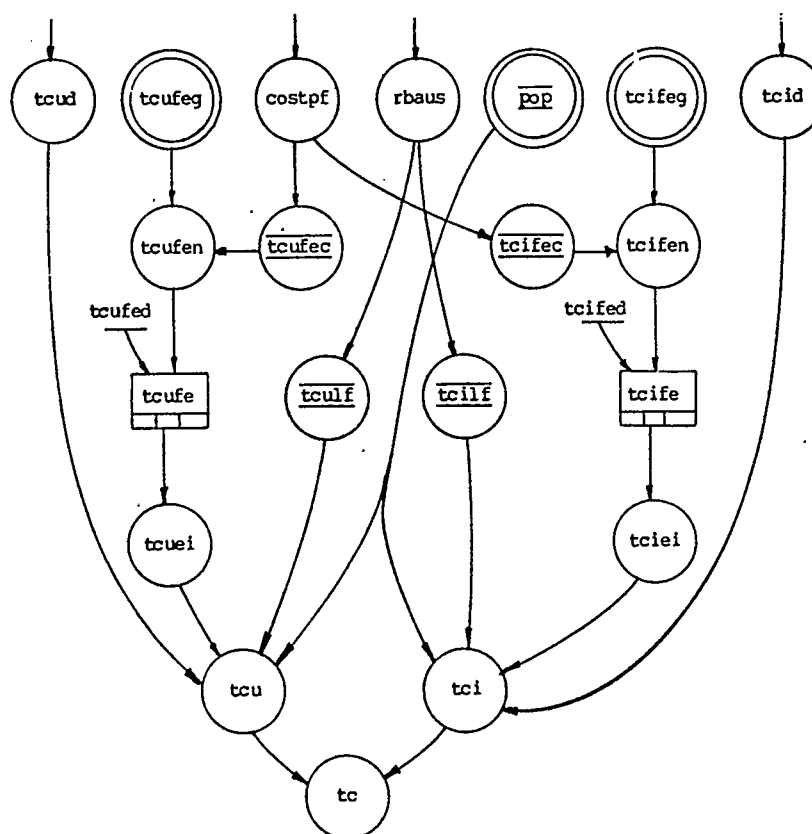 tcud tcufeg costpf rbaus pop tcifeg tcid
tcufen tcufec tcifec tcifen
tcufed tcifed
tcufe tculf tcilf tcife
tcuei tciei
tcu tci
tc